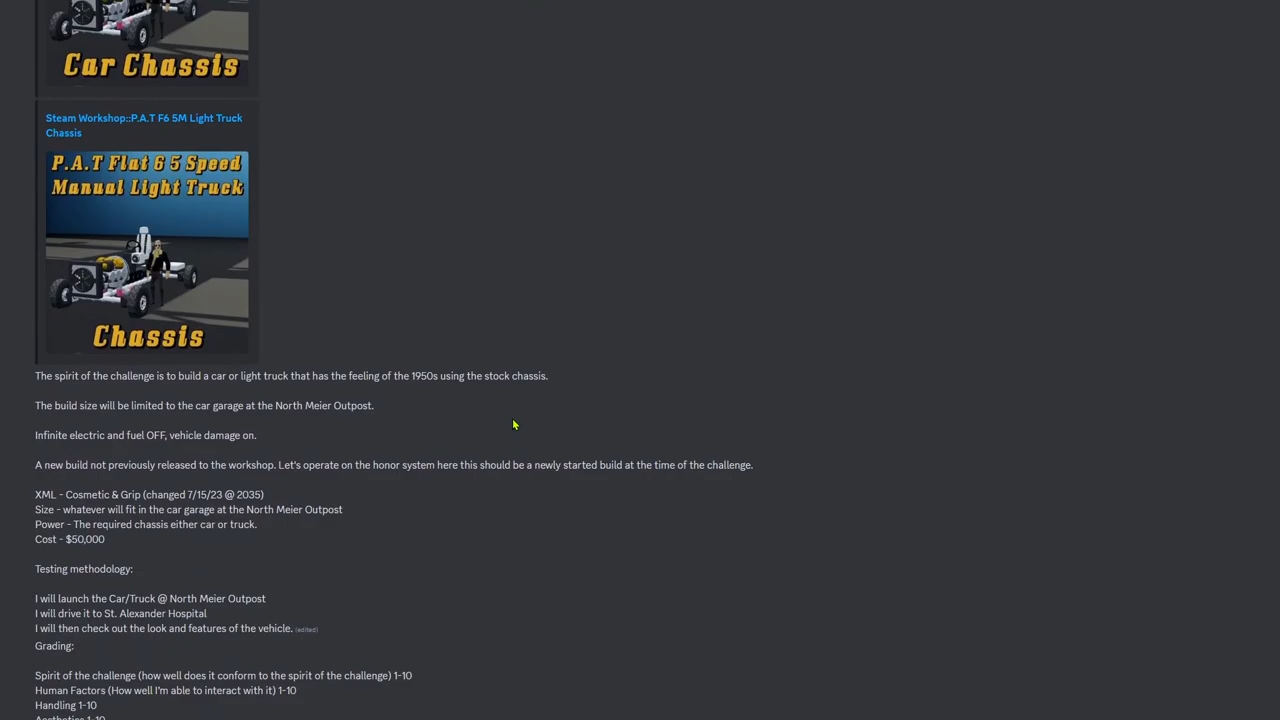 Car Chassis
Steam Workshop::P.A.T F6 5M Light Truck
Chassis
P.A.T Flat 6 5 Speed
Manual Light Truck
Chassis
The spirit of the challenge is to build a car or light truck that has the feeling of the 1950s using the stock chassis.
The build size will be limited to the car garage at the North Meier Outpost.
Infinite electric and fuel OFF, vehicle damage on.
A new build not previously released to the workshop. Let's operate on the honor system here this should be a newly started build at the time of the challenge.
XML - Cosmetic & Grip (changed 7/15/23 @ 2035)
Size - whatever will fit in the car garage at the North Meier Outpost
Power - The required chassis either car or truck.
Cost - $50,000
Testing methodology:
I will launch the Car/Truck @ North Meier Outpost
I will drive it to St. Alexander Hospital
I will then check out the look and features of the vehicle. (edited)
Grading:
Spirit of the challenge (how well does it conform to the spirit of the challenge) 1-10
Human Factors (How well I'm able to interact with it) 1-10
Handling 1-10
Aesthetics 1-10